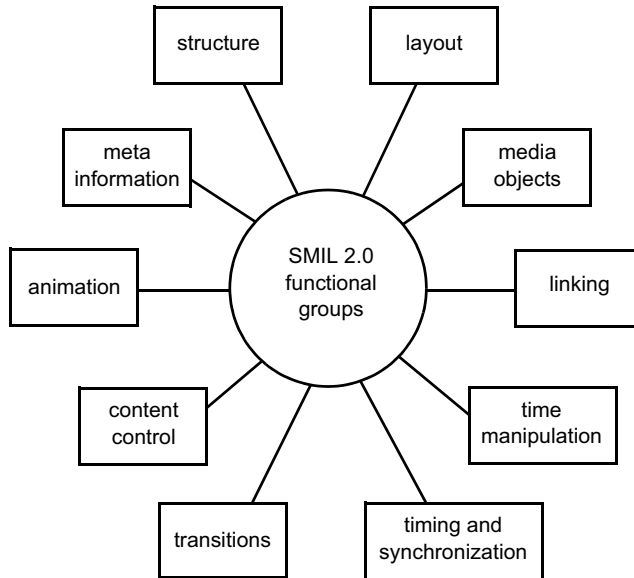 structure
layout
meta
information
media
objects
SMIL 2.0
functional
groups
animation
linking
content
control
time
manipulation
transitions
timing and
synchronization